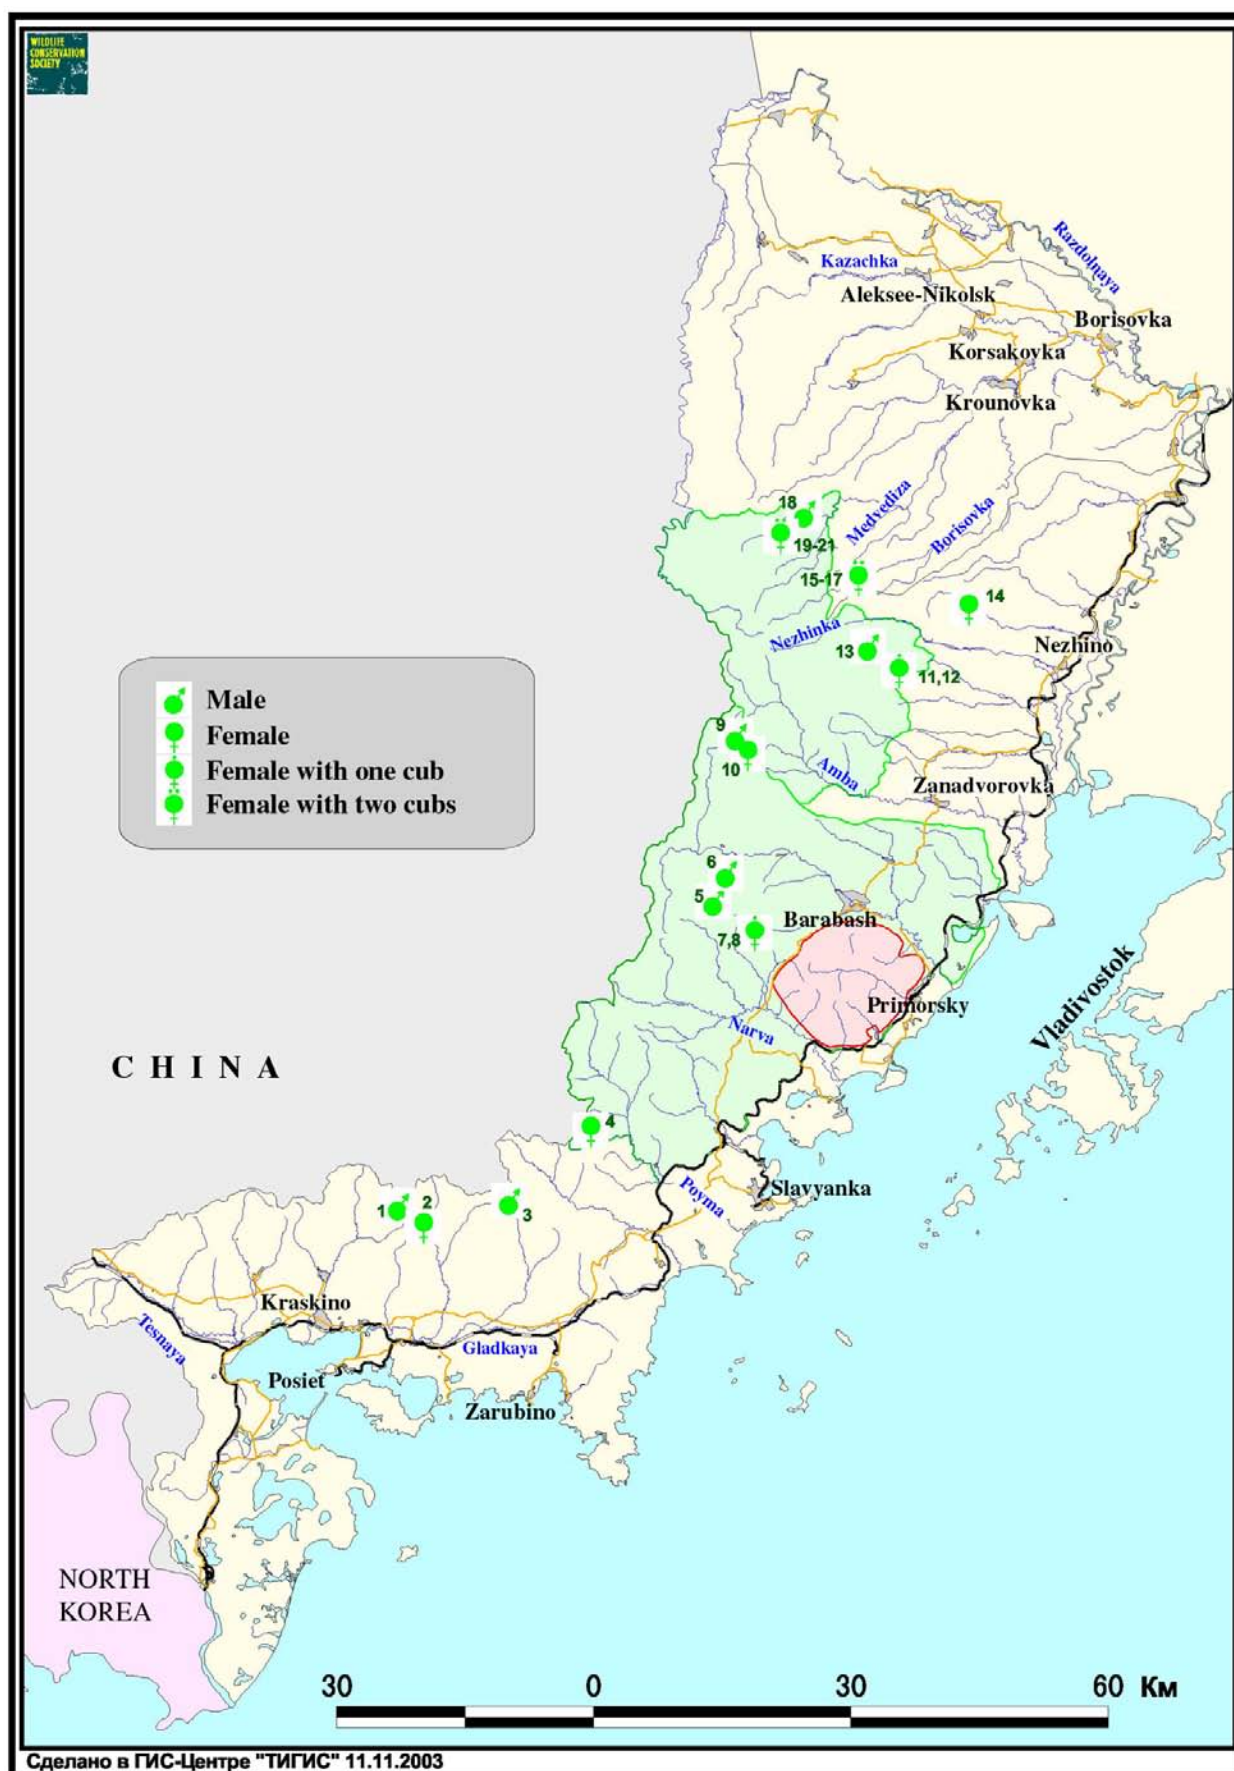 WILDLIFE
CONSERVATION
SOCIETY
Razdolnaya
Kazachka
Aleksee-Nikolsk
Borisovka
Korsakovka
Krounovka
Medvediza
Borisovka
18
19-21
15-17
14
Nezhinka
Nezhino
13
11,12
Male
Female
Female with one cub
Female with two cubs
9
10
Amba
Zanadvorovka
6
5
7,8
Barabash
Primorsky
Vladivostok
Narva
CHINA
4
Slavyanka
Poyma
1
2
3
Kraskino
Tesnaya
Gladkaya
Posiet
Zarubino
NORTH
KOREA
30 0 30 60 Км
Сделано в ГИС-Центре "ТИГИС" 11.11.2003